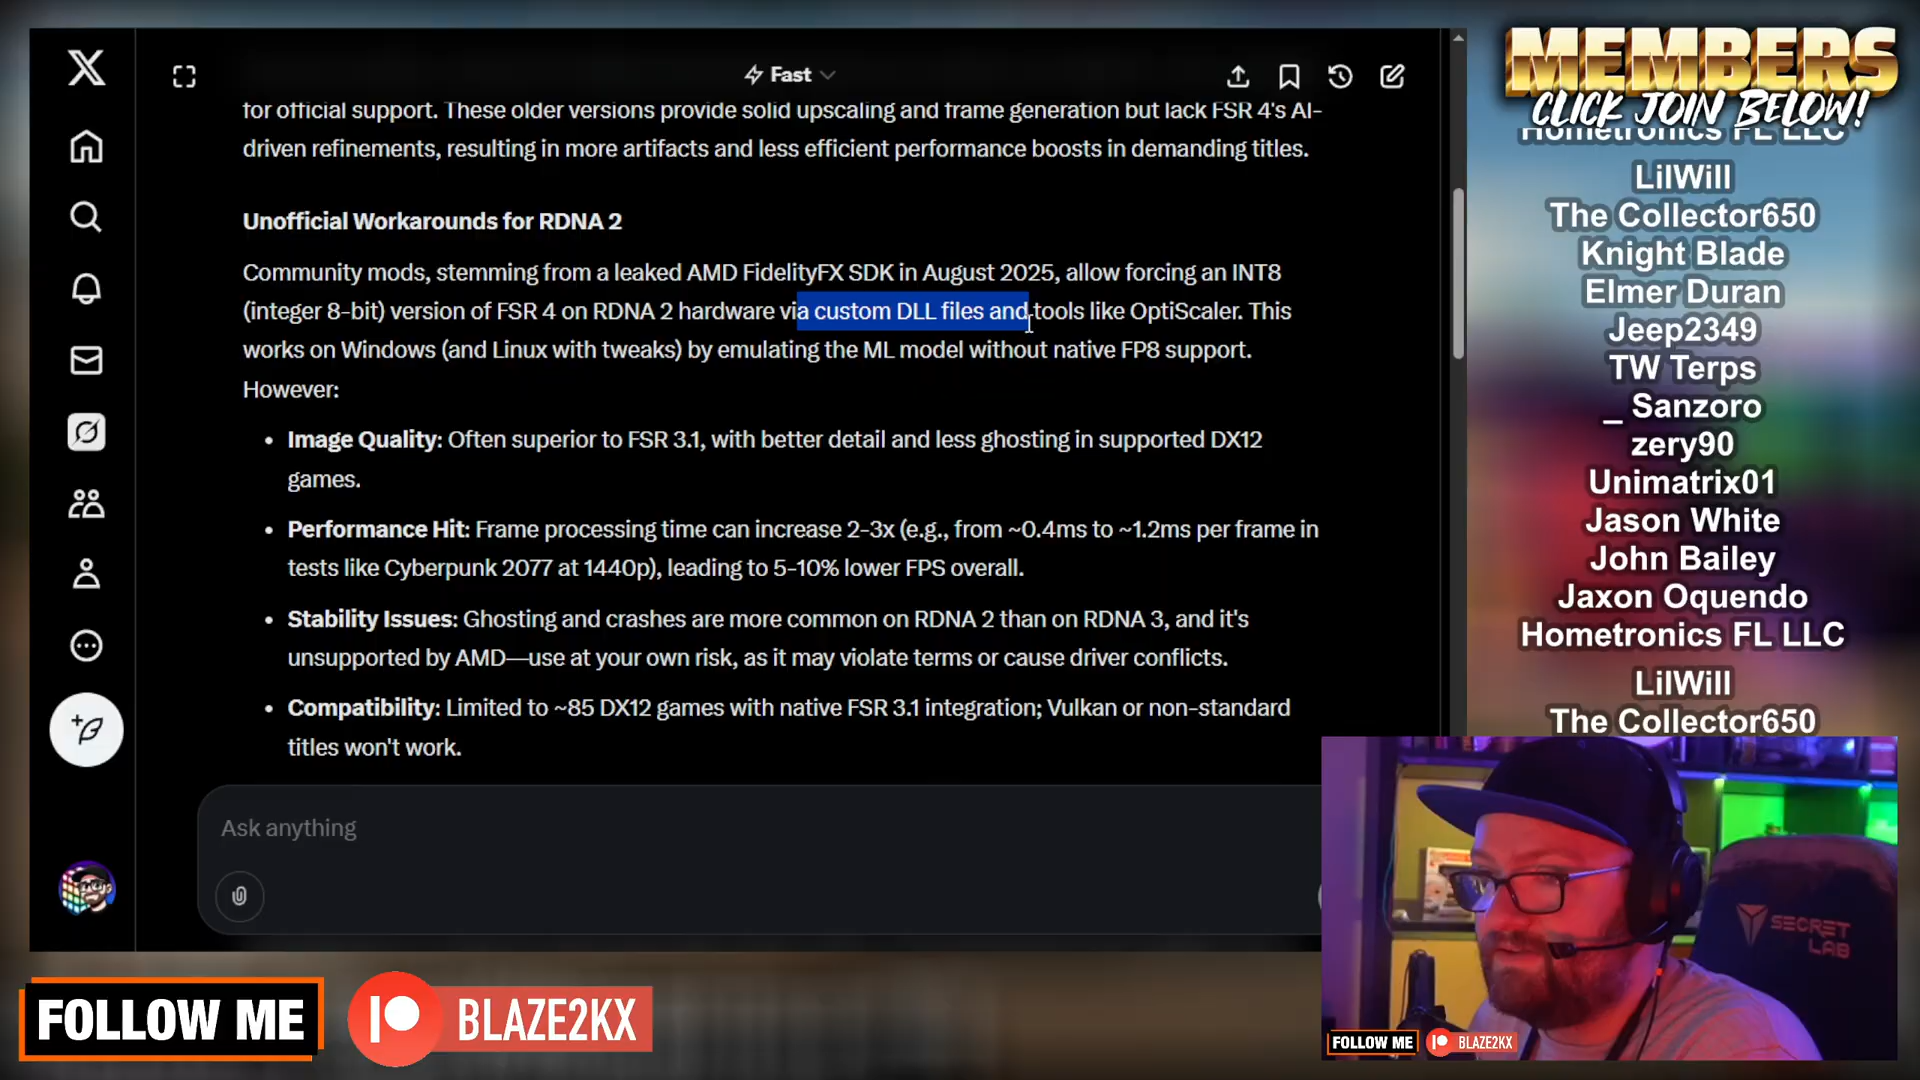 Fast
for official support. These older versions provide solid upscaling and frame generation but lack FSR 4's AI-
driven refinements, resulting in more artifacts and less efficient performance boosts in demanding titles.
Unofficial Workarounds for RDNA 2
Community mods, stemming from a leaked AMD FidelityFX SDK in August 2025, allow forcing an INT8
(integer 8-bit) version of FSR 4 on RDNA 2 hardware via custom DLL files and tools like OptiScaler. This
works on Windows (and Linux with tweaks) by emulating the ML model without native FP8 support.
However:
• Image Quality: Often superior to FSR 3.1, with better detail and less ghosting in supported DX12
games.
• Performance Hit: Frame processing time can increase 2-3x (e.g., from ~0.4ms to ~1.2ms per frame in
tests like Cyberpunk 2077 at 1440p), leading to 5-10% lower FPS overall.
• Stability Issues: Ghosting and crashes are more common on RDNA 2 than on RDNA 3, and it's
unsupported by AMD—use at your own risk, as it may violate terms or cause driver conflicts.
• Compatibility: Limited to ~85 DX12 games with native FSR 3.1 integration; Vulkan or non-standard
titles won't work.
Ask anything
MEMBERS
CLICK JOIN BELOW!
Hometronics FL LLC
LilWill
The Collector650
Knight Blade
Elmer Duran
Jeep2349
TW Terps
_ Sanzoro
zery90
Unimatrix01
Jason White
John Bailey
Jaxon Oquendo
Hometronics FL LLC
LilWill
The Collector650
SECRET
LAB
FOLLOW ME
BLAZE2KX
FOLLOW ME
BLAZE2KX